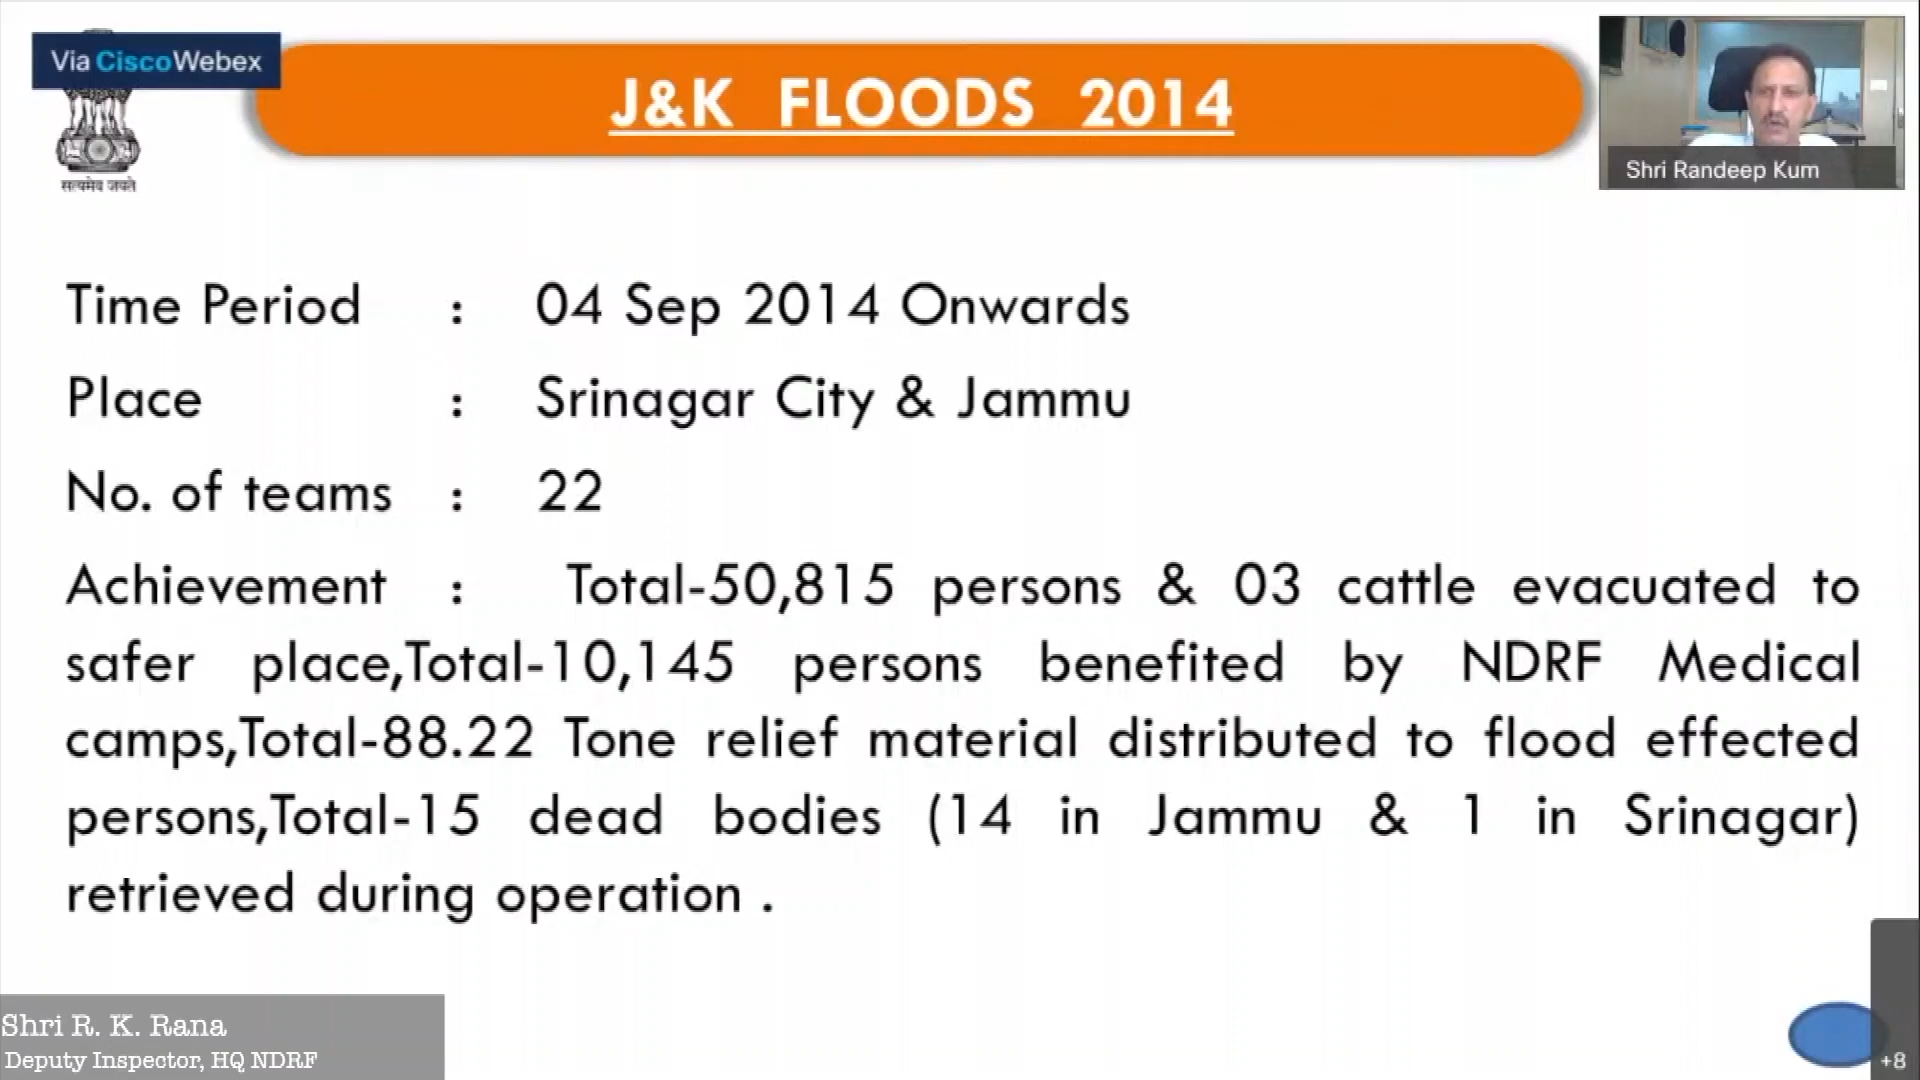 Via CiscoWebex
सत्यमेव जयते
J&K FLOODS 2014
Shri Randeep Kum
Time Period : 04 Sep 2014 Onwards
Place : Srinagar City & Jammu
No. of teams : 22
Achievement : Total-50,815 persons & 03 cattle evacuated to
safer place,Total-10,145 persons benefited by NDRF Medical
camps,Total-88.22 Tone relief material distributed to flood effected
persons,Total-15 dead bodies (14 in Jammu & 1 in Srinagar)
retrieved during operation .
Shri R. K. Rana
Deputy Inspector, HQ NDRF
+8